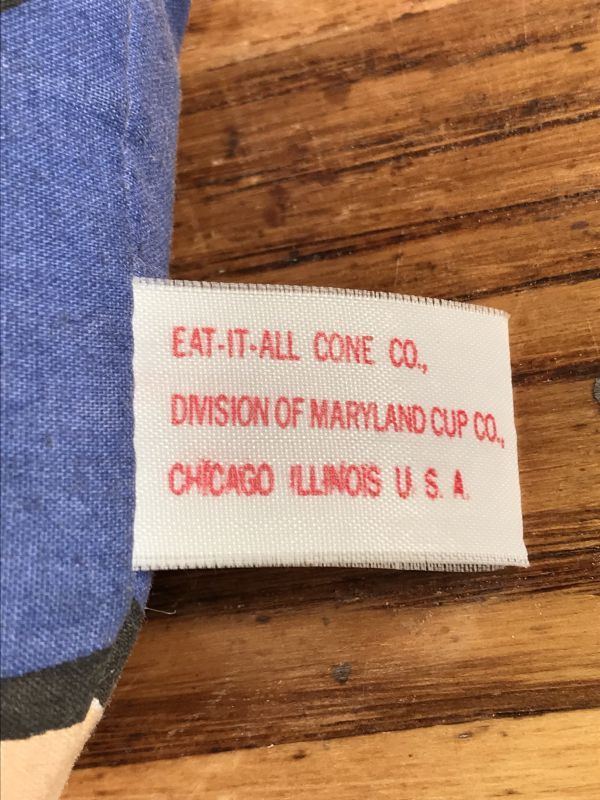 EAT-IT-ALL CONE CO.,
DIVISION OF MARYLAND CUP CO.,
CHICAGO ILLINOIS U S. A.